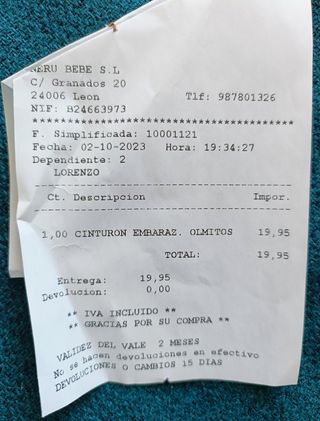 NERU BEBE S.L
C/ Granados 20
24006 Leon Tlf: 987801326
NIF: B24663973
****************************************
F. Simplificada: 10001121
Fecha: 02-10-2023 Hora: 19:34:27
Dependiente: 2
LORENZO
----------------------------------------
Ct. Descripcion Impor.
----------------------------------------
1,00 CINTURON EMBARAZ. OLMITOS 19,95
TOTAL: 19,95
Entrega: 19,95
Devolucion: 0,00
** IVA INCLUIDO **
** GRACIAS POR SU COMPRA **
VALIDEZ DEL VALE 2 MESES
No se hacen devoluciones en efectivo
DEVOLUCIONES O CAMBIOS 15 DIAS